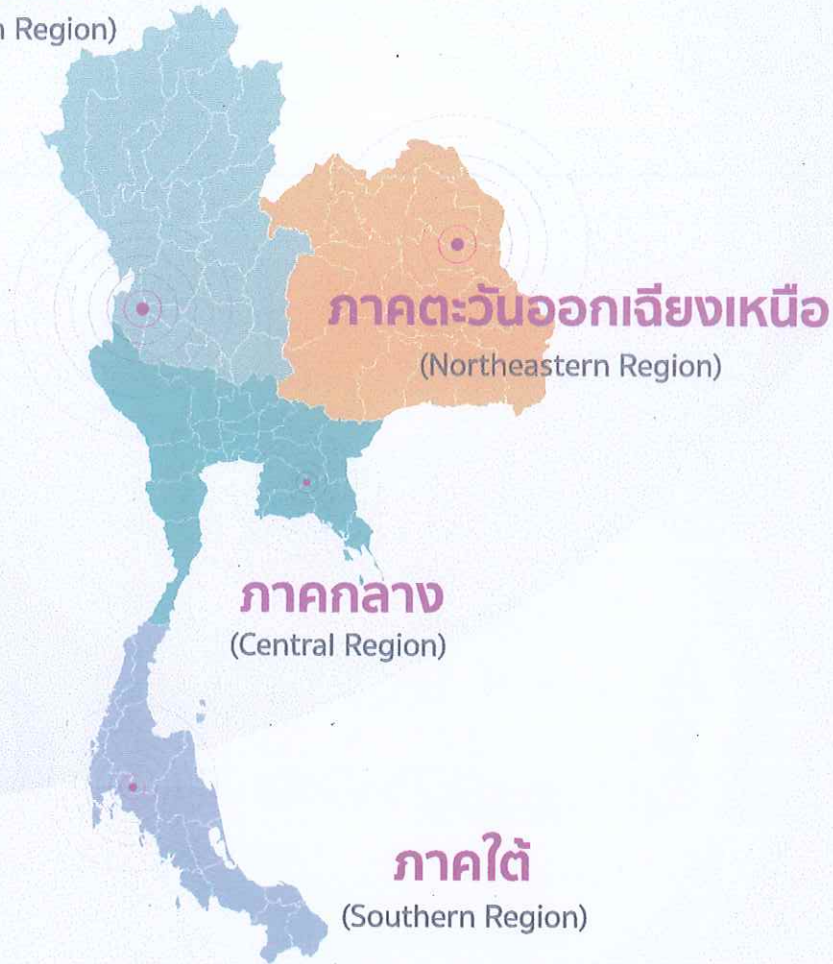 Region)
ภาคตะวันออกเฉียงเหนือ
(Northeastern Region)
ภาคกลาง
(Central Region)
ภาคใต้
(Southern Region)